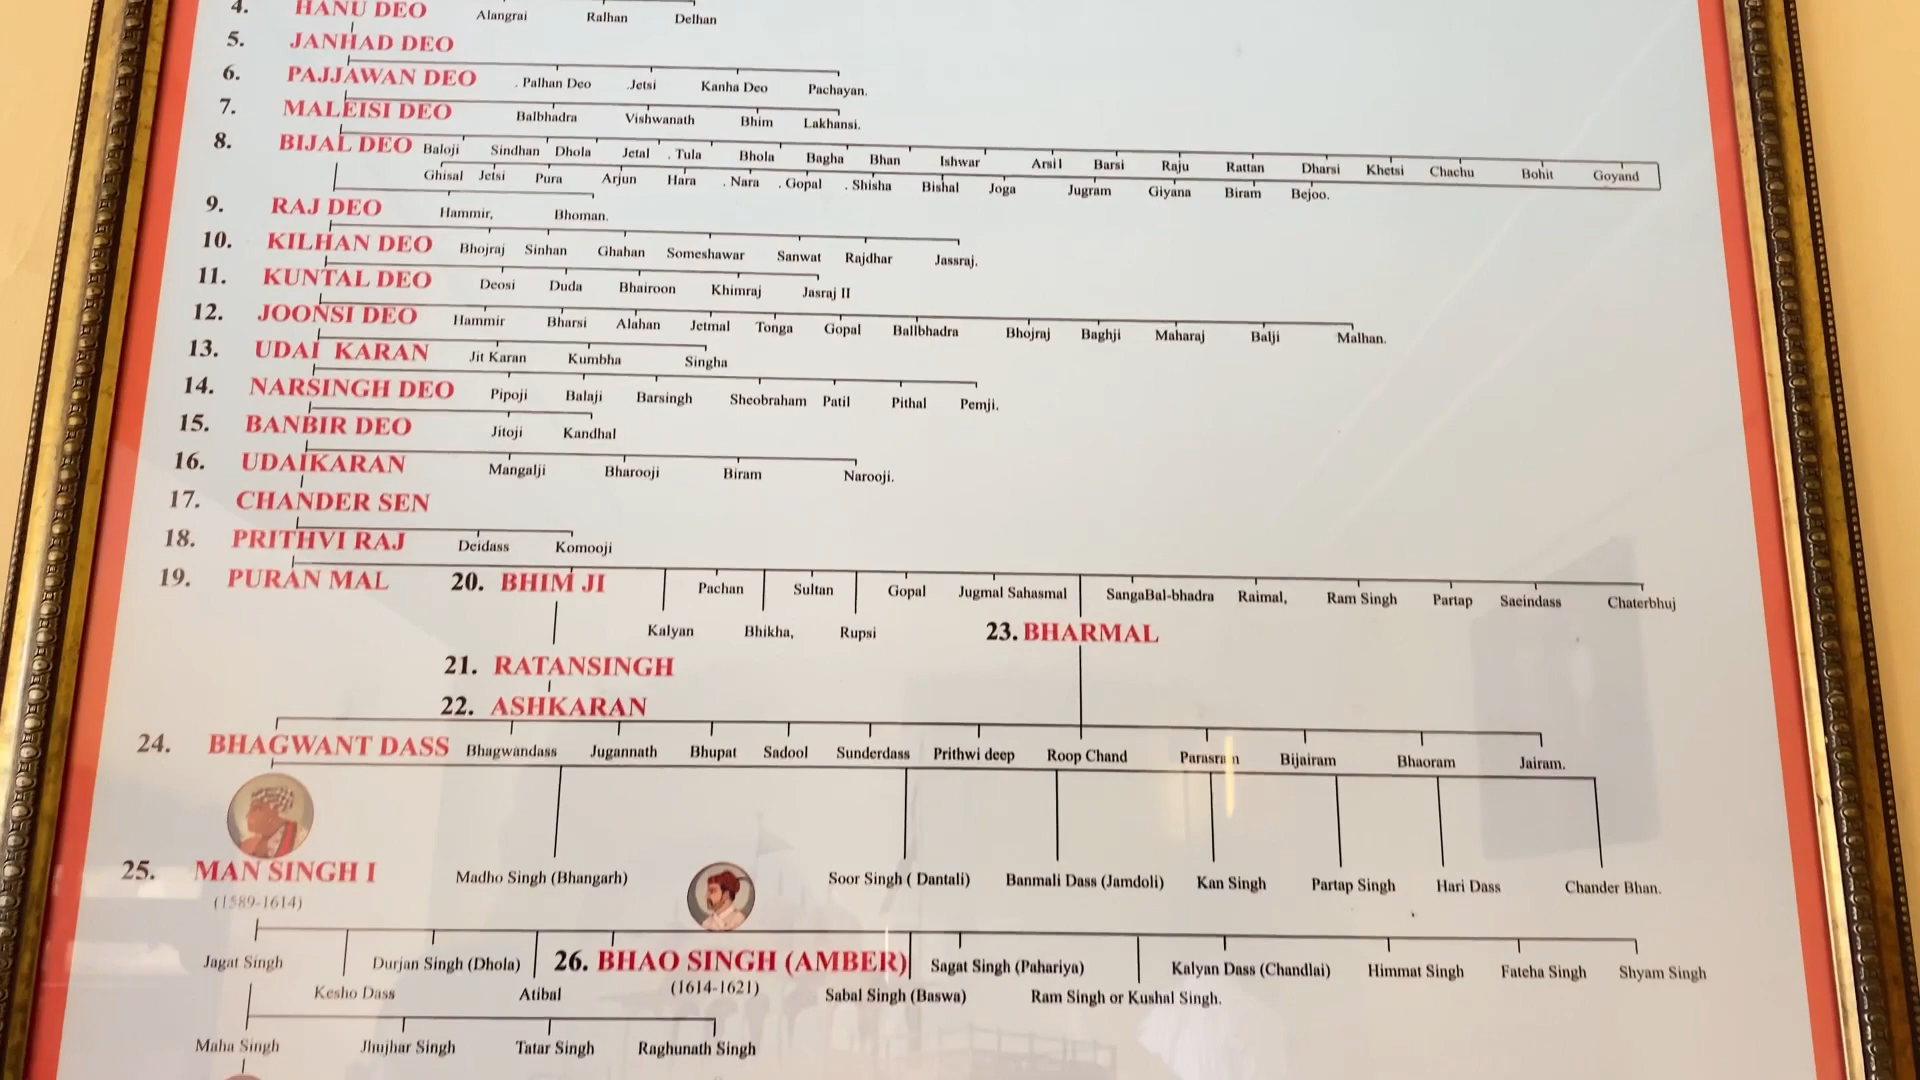 4. HANU DEO Alangrai Ralhan Delhan
5. JANHAD DEO
6. PAJJAWAN DEO . Palhan Deo .Jetsi Kanha Deo Pachayan.
7. MALEISI DEO Balbhadra Vishwanath Bhim Lakhansi.
8. BIJAL DEO Baloji Sindhan Dhola Jetal . Tula Bhola Bagha Bhan Ishwar Arsil Barsi Raju Rattan Dharsi Khetsi Chachu Bohit Goyand
Ghisal Jetsi Pura Arjun Hara . Nara . Gopal . Shisha Bishal Joga Jugram Giyana Biram Bejoo.
9. RAJ DEO Hammir, Bhoman.
10. KILHAN DEO Bhojraj Sinhan Ghahan Someshawar Sanwat Rajdhar Jassraj.
11. KUNTAL DEO Deosi Duda Bhairoon Khimraj Jasraj II
12. JOONSI DEO Hammir Bharsi Alahan Jetmal Tonga Gopal Ballbhadra Bhojraj Baghji Maharaj Balji Malhan.
13. UDAI KARAN Jit Karan Kumbha Singha
14. NARSINGH DEO Pipoji Balaji Barsingh Sheobraham Patil Pithal Pemji.
15. BANBIR DEO Jitoji Kandhal
16. UDAIKARAN Mangalji Bharooji Biram Narooji.
17. CHANDER SEN
18. PRITHVI RAJ Deidass Komooji
19. PURAN MAL 20. BHIM JI Pachan Sultan Gopal Jugmal Sahasmal SangaBal-bhadra Raimal, Ram Singh Partap Saeindass Chaterbhuj
Kalyan Bhikha, Rupsi 23. BHARMAL
21. RATANSINGH
22. ASHKARAN
24. BHAGWANT DASS Bhagwandass Jugannath Bhupat Sadool Sunderdass Prithwi deep Roop Chand Bijairam Bhaoram Jairam.
25. MAN SINGH I Madho Singh (Bhangarh) Soor Singh ( Dantali) Banmali Dass (Jamdoli) Kan Singh Partap Singh Hari Dass Chander Bhan.
(1589-1614)
Jagat Singh Durjan Singh (Dhola) 26. BHAO SINGH (AMBER) Sagat Singh (Pahariya) Kalyan Dass (Chandlai) Himmat Singh Fateha Singh Shyam Singh
Kesho Dass Atibal (1614-1621) Sabal Singh (Baswa) Ram Singh or Kushal Singh.
Maha Singh Jhujhar Singh Tatar Singh Raghunath Singh